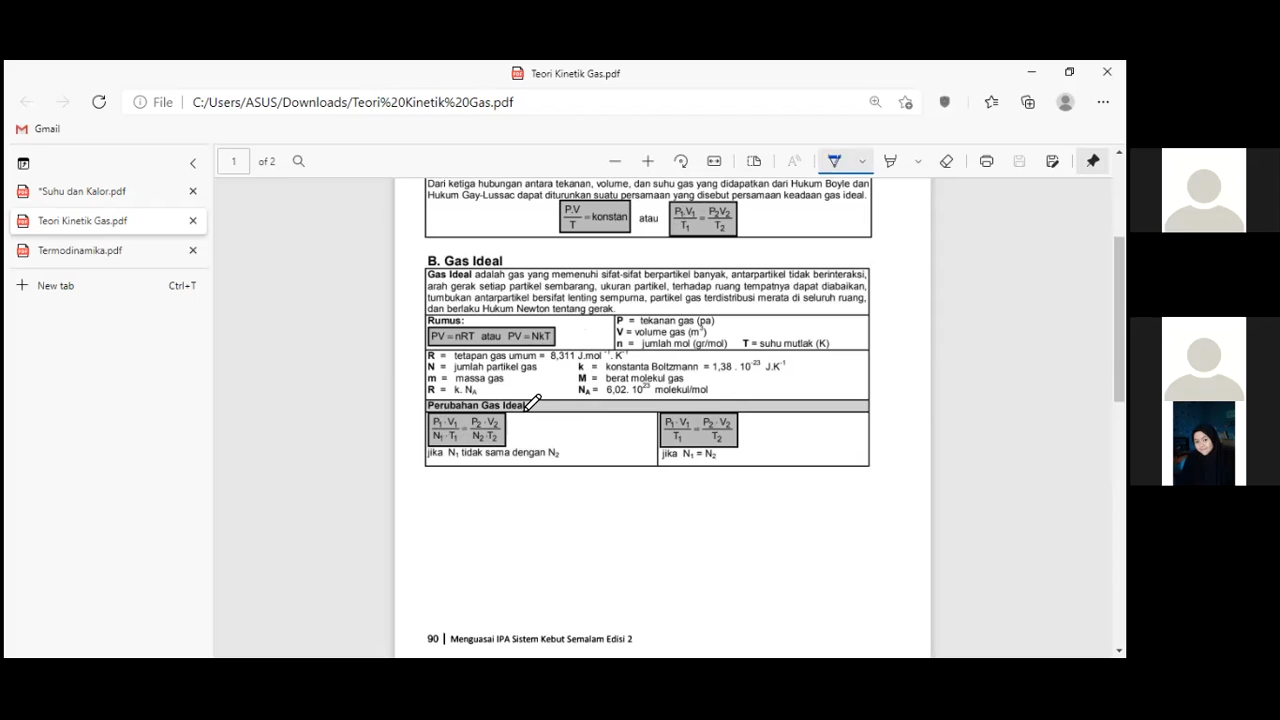 Teori Kinetik Gas.pdf
File C:/Users/ASUS/Downloads/Teori%20Kinetik%20Gas.pdf
Gmail
1 of 2
*Suhu dan Kalor.pdf
Teori Kinetik Gas.pdf
Termodinamika.pdf
New tab Ctrl+T
Dari ketiga hubungan antara tekanan, volume, dan suhu gas yang didapatkan dari Hukum Boyle dan
Hukum Gay-Lussac dapat diturunkan suatu persamaan yang disebut persamaan keadaan gas ideal.
P.V/T = konstan atau P₁.V₁/T₁ = P₂V₂/T₂
B. Gas Ideal
Gas Ideal adalah gas yang memenuhi sifat-sifat berpartikel banyak, antarpartikel tidak berinteraksi,
arah gerak setiap partikel sembarang, ukuran partikel, terhadap ruang tempatnya dapat diabaikan,
tumbukan antarpartikel bersifat lenting sempurna, partikel gas terdistribusi merata di seluruh ruang,
dan berlaku Hukum Newton tentang gerak.
Rumus:
PV = nRT atau PV = NkT
P = tekanan gas (pa)
V = volume gas (m³)
n = jumlah mol (gr/mol) T = suhu mutlak (K)
R = tetapan gas umum = 8,311 J.mol⁻¹. K⁻¹
N = jumlah partikel gas k = konstanta Boltzmann = 1,38 . 10⁻²³ J.K⁻¹
m = massa gas M = berat molekul gas
R = k. N_A N_A = 6,02. 10²³ molekul/mol
Perubahan Gas Ideal
P₁·V₁/N₁·T₁ = P₂·V₂/N₂·T₂
jika N₁ tidak sama dengan N₂
P₁·V₁/T₁ = P₂·V₂/T₂
jika N₁ = N₂
90 | Menguasai IPA Sistem Kebut Semalam Edisi 2